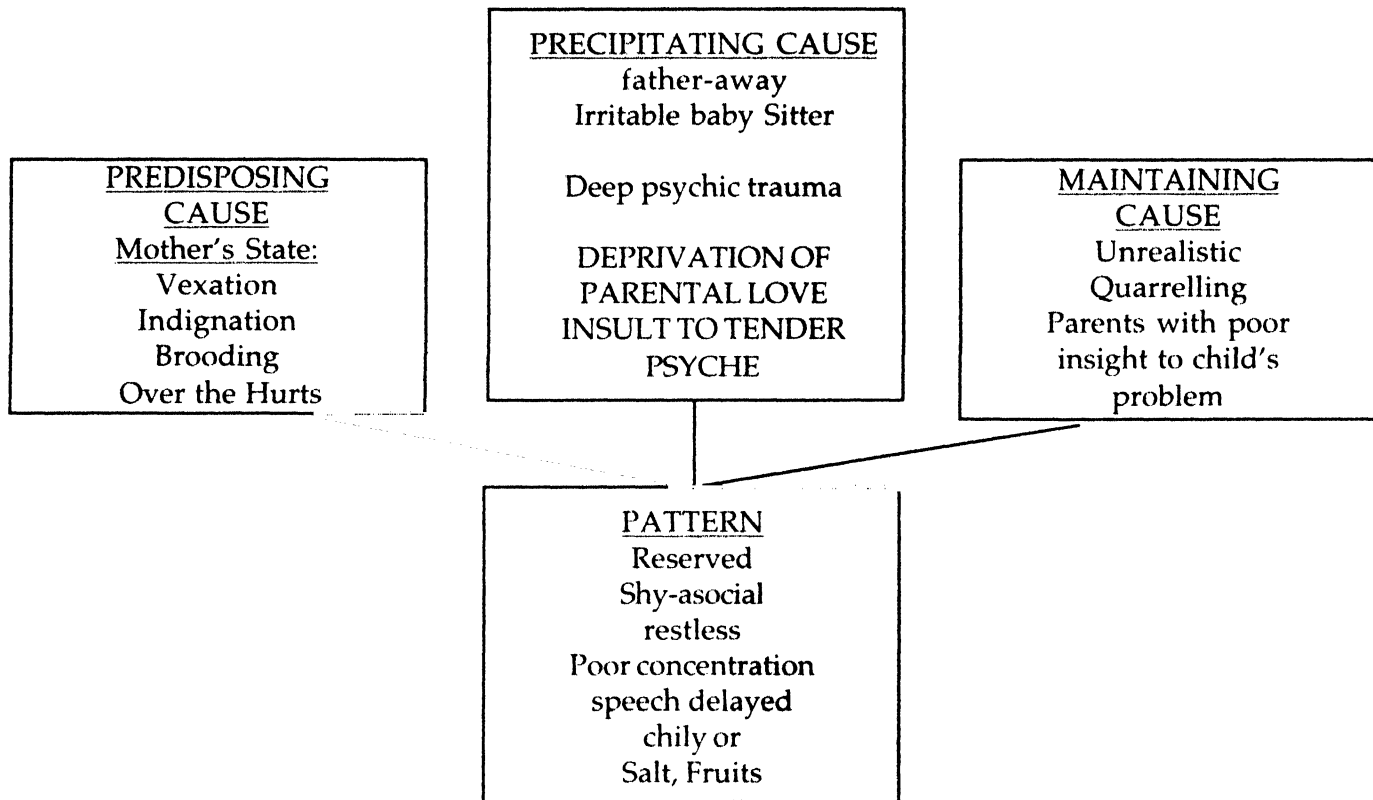 PRECIPITATING CAUSE
father-away
Irritable baby Sitter
Deep psychic trauma
DEPRIVATION OF
PARENTAL LOVE
INSULT TO TENDER
PSYCHE
PREDISPOSING
CAUSE
Mother's State:
Vexation
Indignation
Brooding
Over the Hurts
MAINTAINING
CAUSE
Unrealistic
Quarrelling
Parents with poor
insight to child's
problem
PATTERN
Reserved
Shy-asocial
restless
Poor concentration
speech delayed
chily or
Salt, Fruits